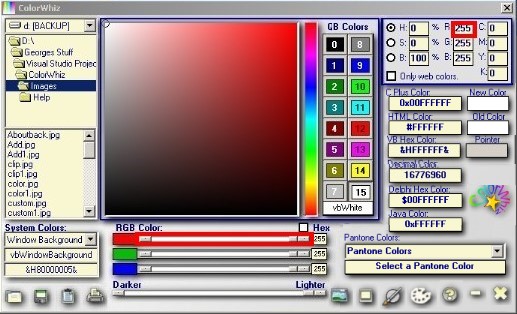 ColorWhiz
d: [BACKUP]
D:\
Georges Stuff
Visual Studio Projec
ColorWhiz
Images
Help
Aboutback.jpg
Add.jpg
Add1.jpg
clip.jpg
clip1.jpg
color.jpg
color1.jpg
custom.jpg
custom1.jpg
QB Colors
0 8
1 9
2 10
3 11
4 12
5 13
6 14
7 15
vbWhite
H: 0 R: 255 C: 0
S: 0 % G: 255 M: 0
B: 100 % B: 255 Y: 0
Only web colors. K: 0
C Plus Color: New Color
0x00FFFFFF
HTML Color Old Color
#FFFFFF
VB Hex Color Pointer
&HFFFFFF&
Decimal Color:
16776960
Delphi Hex Color
$00FFFFFF
Java Color:
0xFFFFFF
System Colors:
Window Background
vbWindowBackground
&H80000005&
RGB Color: Hex
255
255
255
Darker Lighter
Pantone Colors:
Pantone Colors
Select a Pantone Color